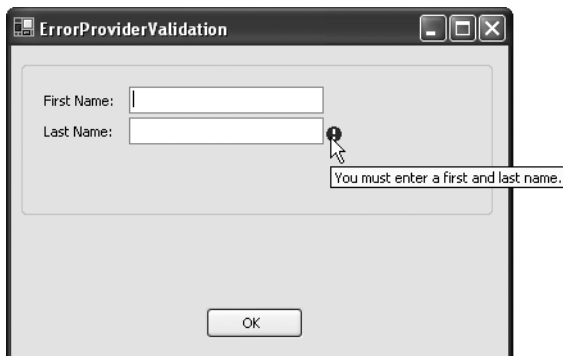 ErrorProviderValidation
First Name:
Last Name:
You must enter a first and last name.
OK